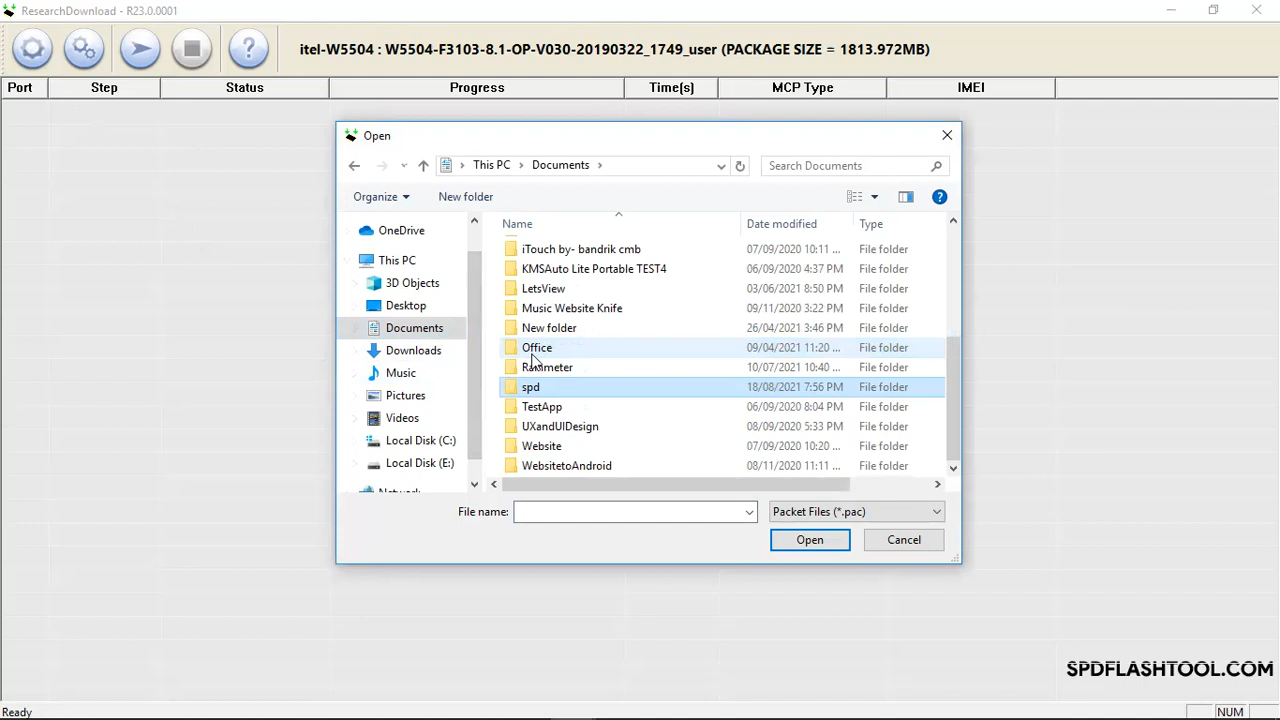 ResearchDownload - R23.0.0001
itel-W5504 : W5504-F3103-8.1-OP-V030-20190322_1749_user (PACKAGE SIZE = 1813.972MB)
Port Step Status Progress Time(s) MCP Type IMEI
Open
This PC > Documents >
Search Documents
Organize New folder
Name Date modified Type
OneDrive
This PC
3D Objects
Desktop
Documents
Downloads
Music
Pictures
Videos
Local Disk (C:)
Local Disk (E:)
Network
iTouch by- bandrik cmb 07/09/2020 10:11 ... File folder
KMSAuto Lite Portable TEST4 06/09/2020 4:37 PM File folder
LetsView 03/06/2021 8:50 PM File folder
Music Website Knife 09/11/2020 3:22 PM File folder
New folder 26/04/2021 3:46 PM File folder
Office 09/04/2021 11:20 ... File folder
Parameter 10/07/2021 10:40 ... File folder
spd 18/08/2021 7:56 PM File folder
TestApp 06/09/2020 8:04 PM File folder
UXandUIDesign 08/09/2020 5:33 PM File folder
Website 07/09/2020 10:20 ... File folder
WebsitetoAndroid 08/11/2020 11:11 ... File folder
File name: Packet Files (*.pac)
Open Cancel
SPDFLASHTOOL.COM
Ready NUM